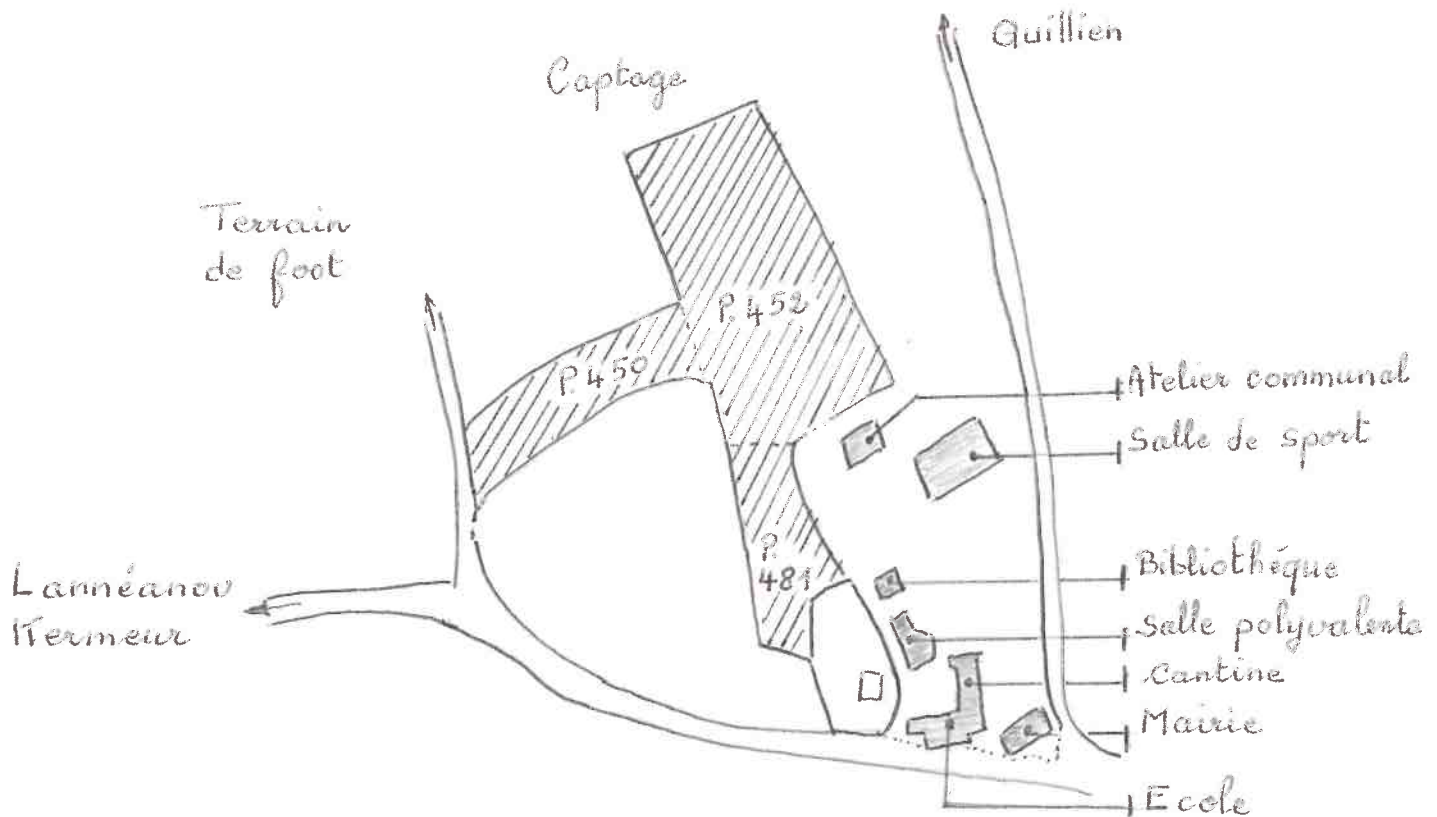 Guillien
Captage
Terrain
de foot
P.452
P.450
Atelier communal
Salle de sport
P.
481
Bibliothéque
Lannéanou
Kermeur
Salle polyvalente
Cantine
Mairie
Ecole